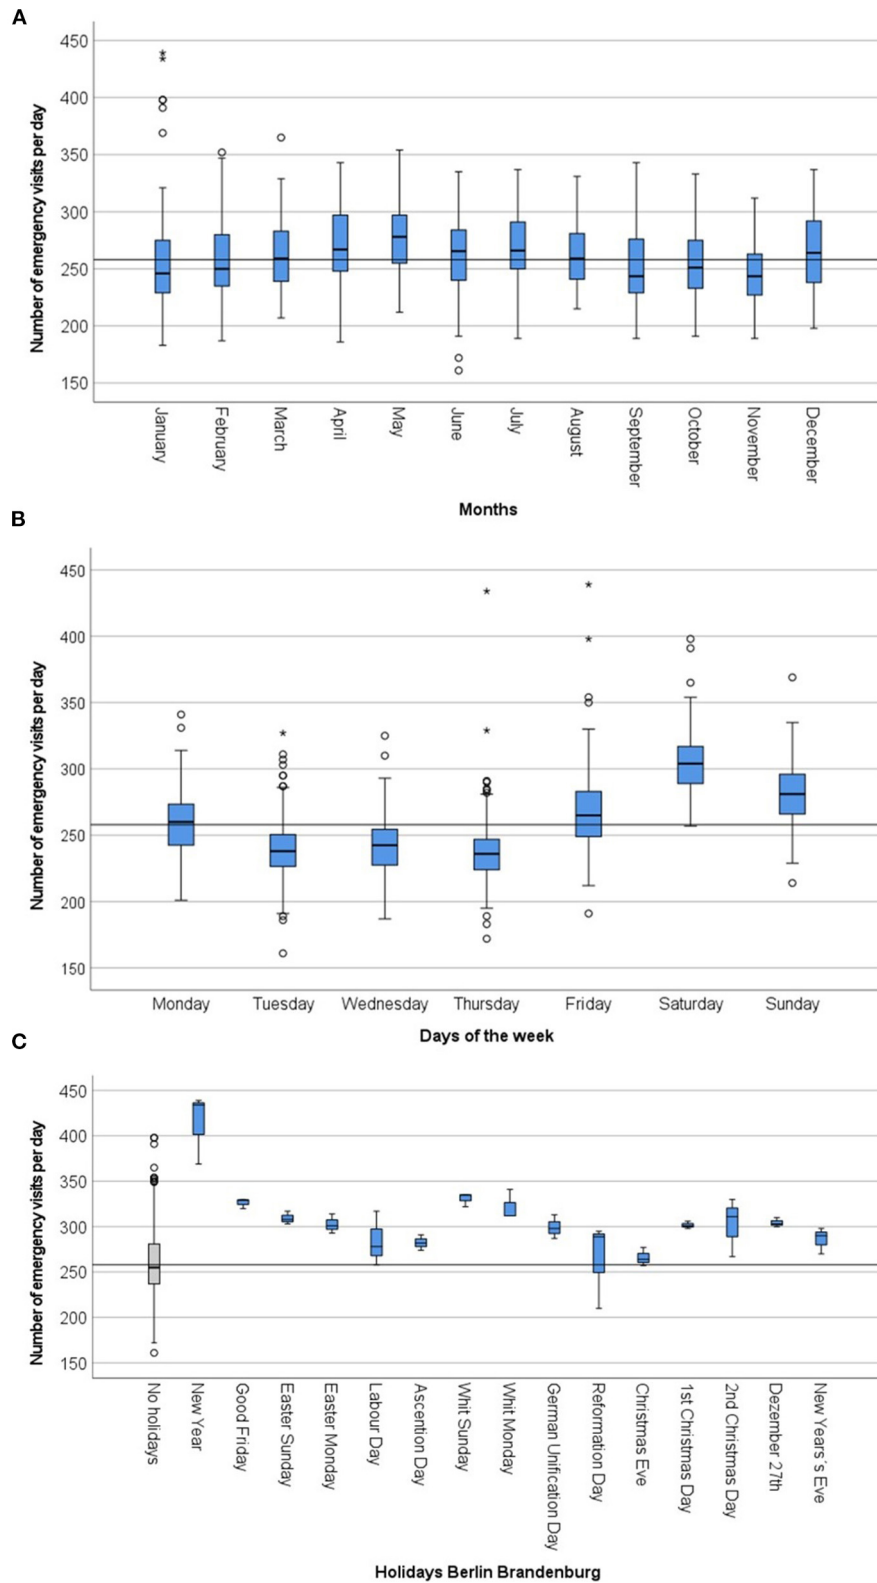 A
Number of emergency visits per day
450
400
350
300
250
200
150
January
February
March
April
May
June
July
August
September
October
November
December
Months
B
Number of emergency visits per day
450
400
350
300
250
200
150
Monday
Tuesday
Wednesday
Thursday
Friday
Saturday
Sunday
Days of the week
C
Number of emergency visits per day
450
400
350
300
250
200
150
No holidays
New Year
Good Friday
Easter Sunday
Easter Monday
Labour Day
Ascention Day
Whit Sunday
Whit Monday
German Unification Day
Reformation Day
Christmas Eve
1st Christmas Day
2nd Christmas Day
Dezember 27th
New Years´s Eve
Holidays Berlin Brandenburg